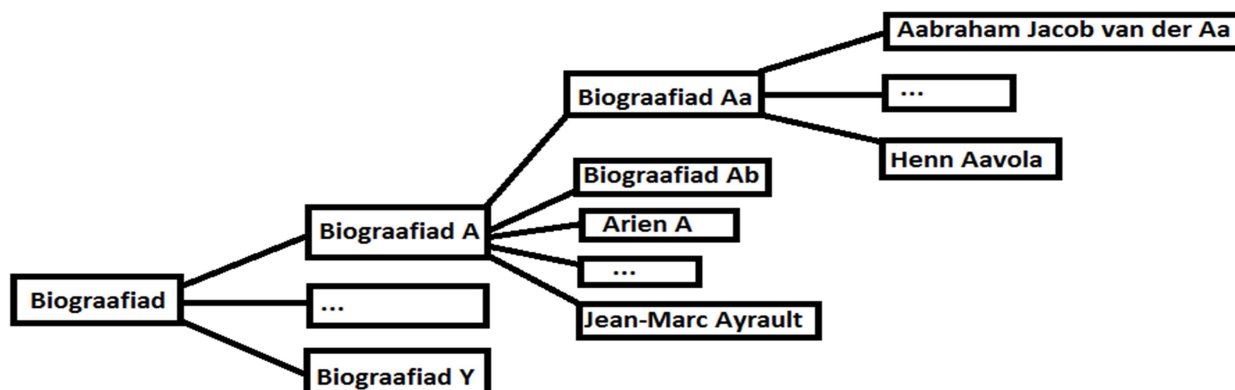 Aabraham Jacob van der Aa
Biograafiad Aa
...
Henn Aavola
Biograafiad Ab
Biograafiad A
Arien A
...
Biograafiad
...
Jean-Marc Ayrault
Biograafiad Y